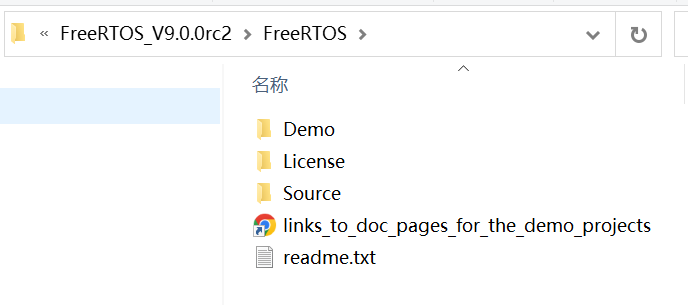 « FreeRTOS_V9.0.0rc2 > FreeRTOS >
名称
Demo
License
Source
links_to_doc_pages_for_the_demo_projects
readme.txt